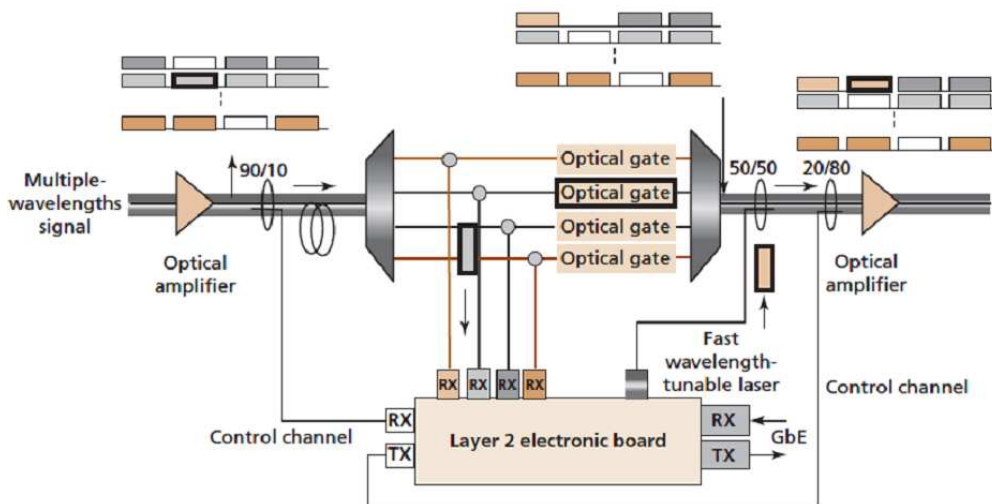 90/10
Multiple-
wavelengths
signal
Optical
amplifier
Optical gate
Optical gate
Optical gate
Optical gate
50/50
20/80
Optical
amplifier
Fast
wavelength-
tunable laser
Control channel
RX
RX
RX
RX
Control channel
RX
TX
Layer 2 electronic board
RX
TX
GbE